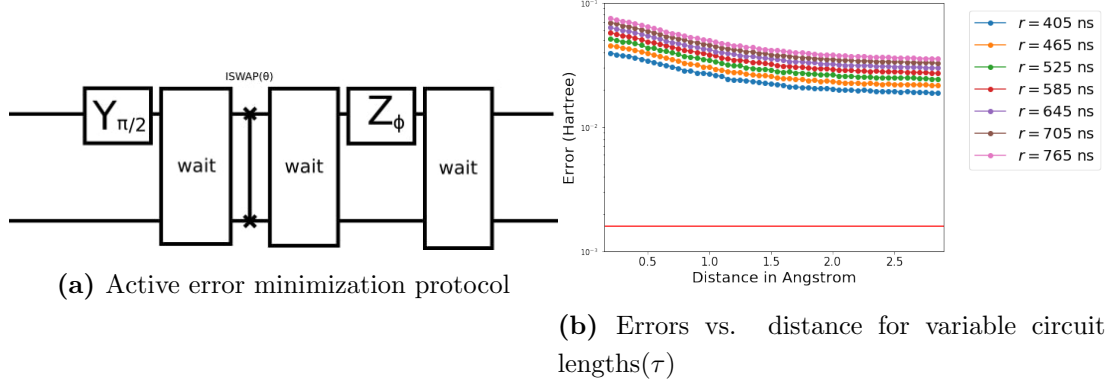 ISWAP(θ)
Yπ/2
wait
wait
Zϕ
wait
(a) Active error minimization protocol
Error (Hartree)
10⁻¹
10⁻²
10⁻³
0.5 1.0 1.5 2.0 2.5
Distance in Angstrom
r = 405 ns
r = 465 ns
r = 525 ns
r = 585 ns
r = 645 ns
r = 705 ns
r = 765 ns
(b) Errors vs. distance for variable circuit
lengths(τ)